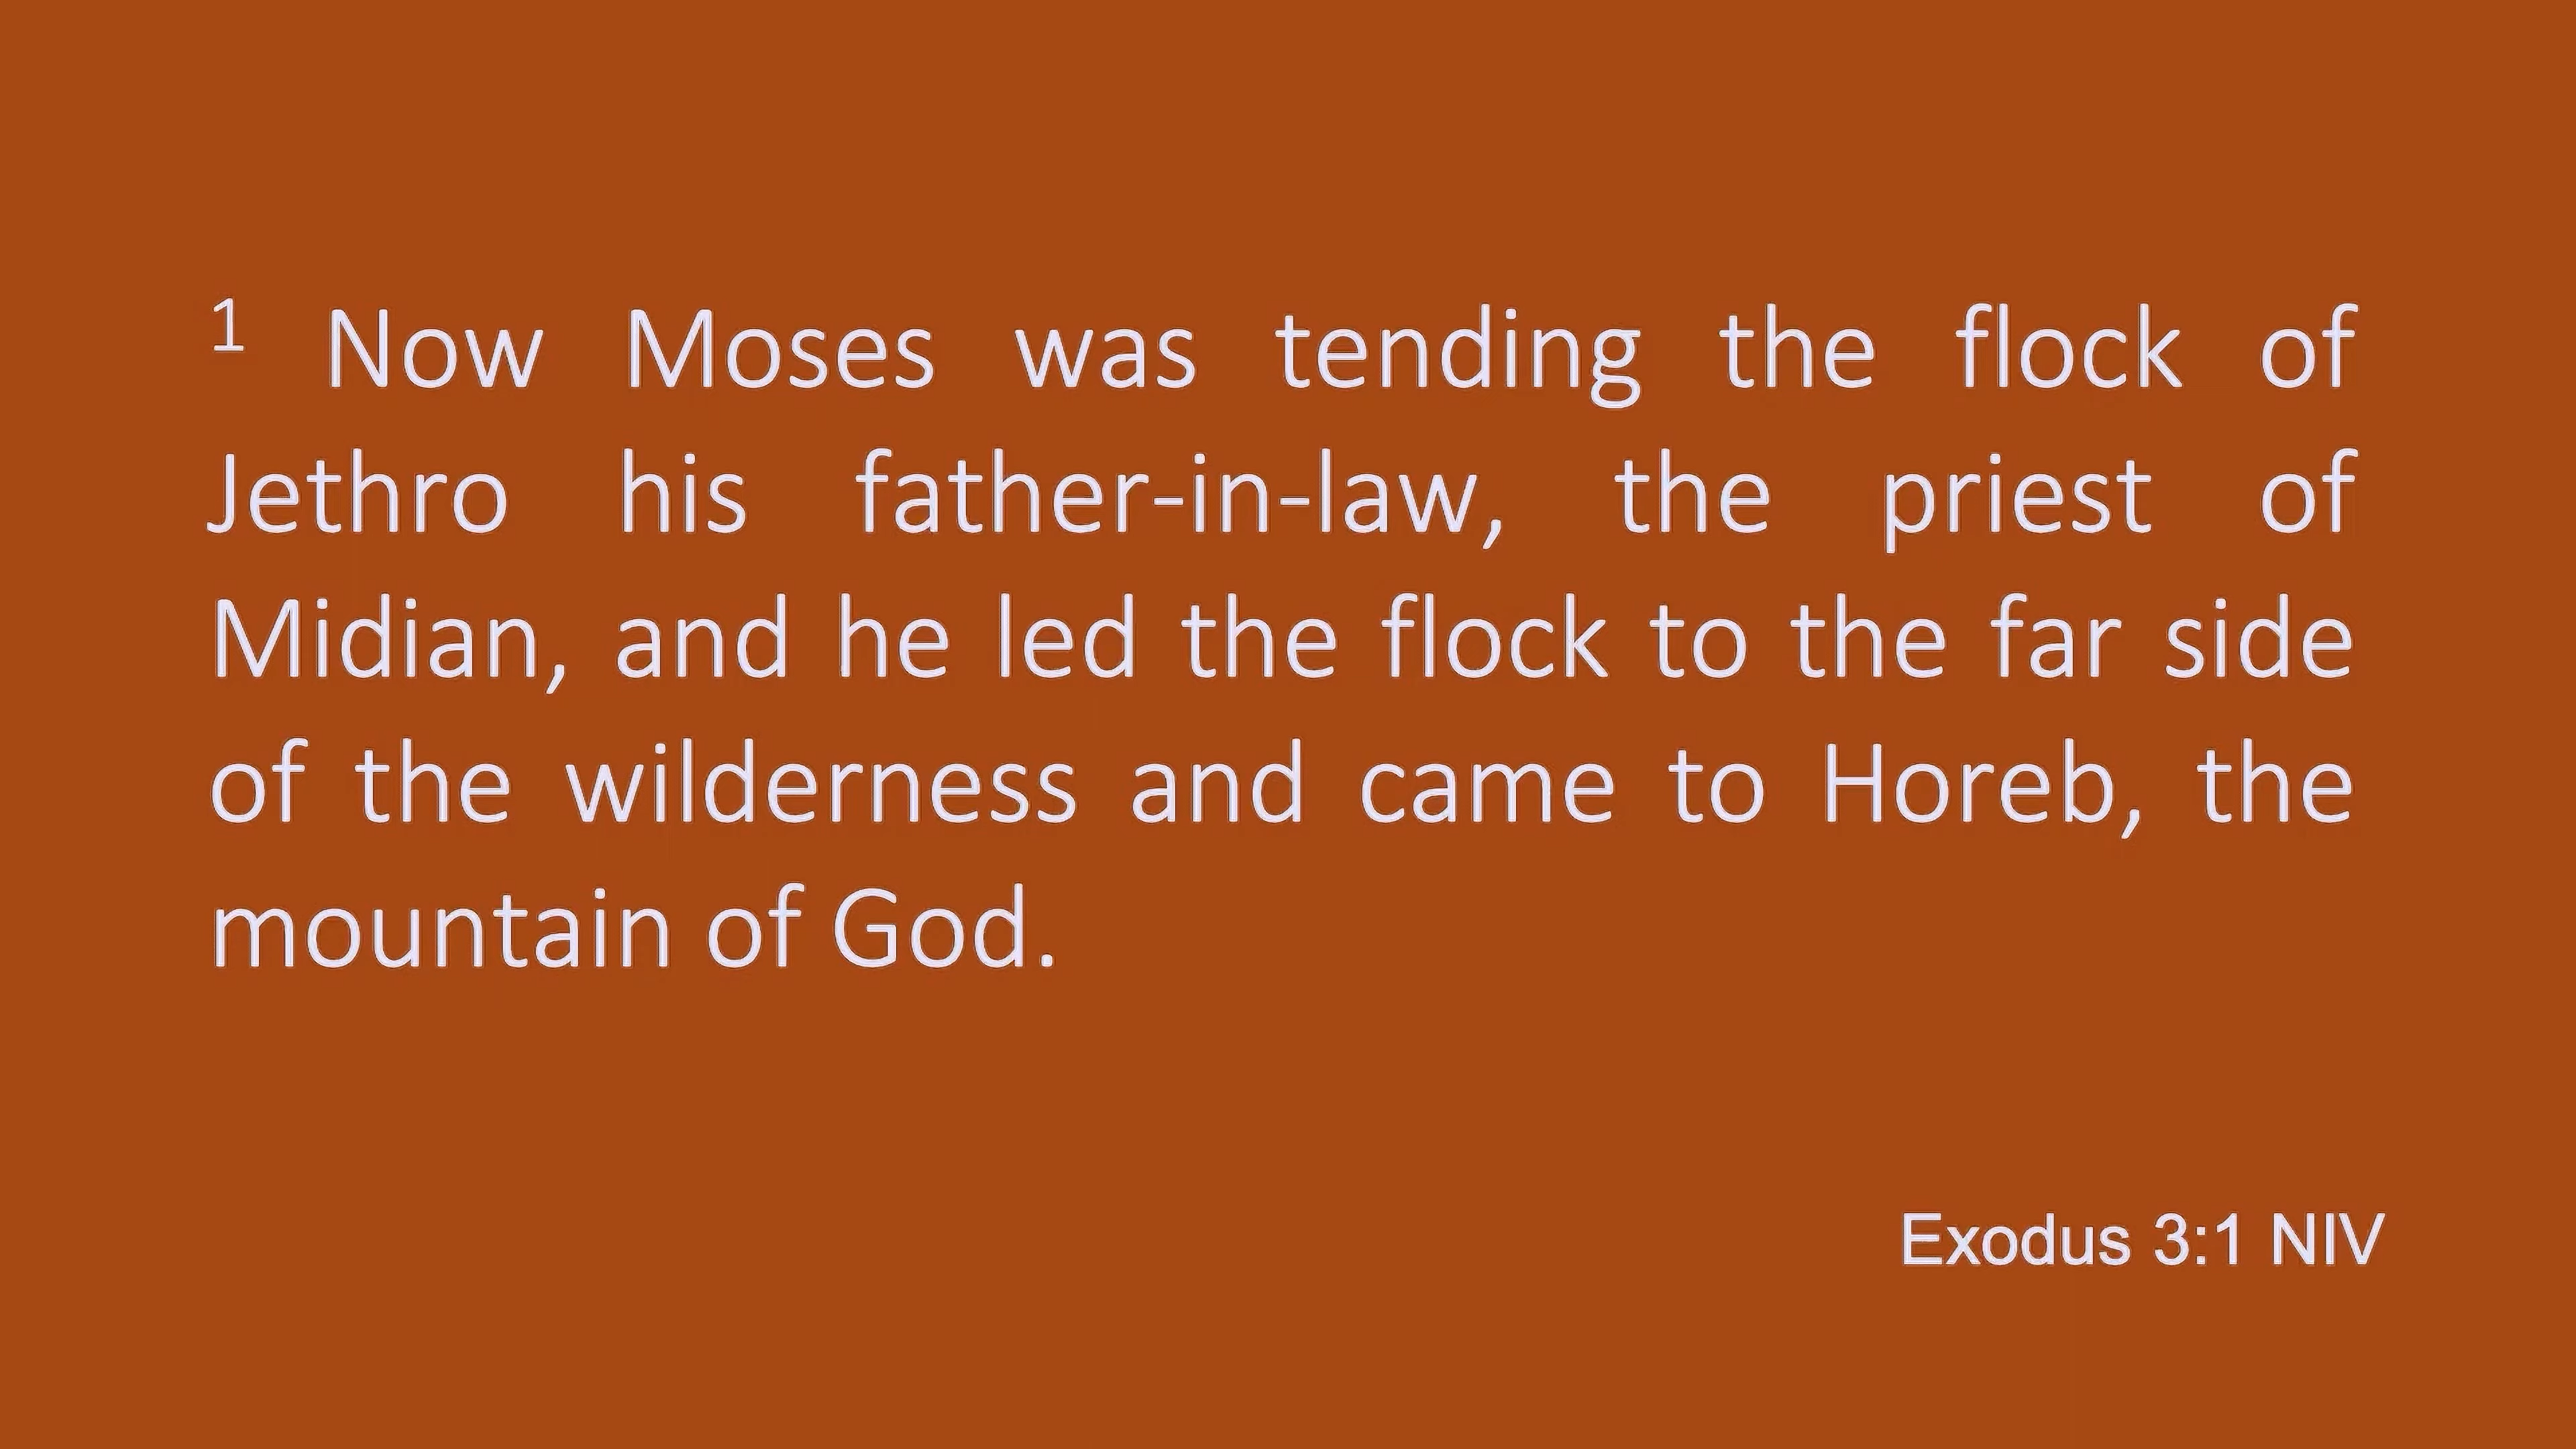 1 Now Moses was tending the flock of
Jethro his father-in-law, the priest of
Midian, and he led the flock to the far side
of the wilderness and came to Horeb, the
mountain of God.
Exodus 3:1 NIV